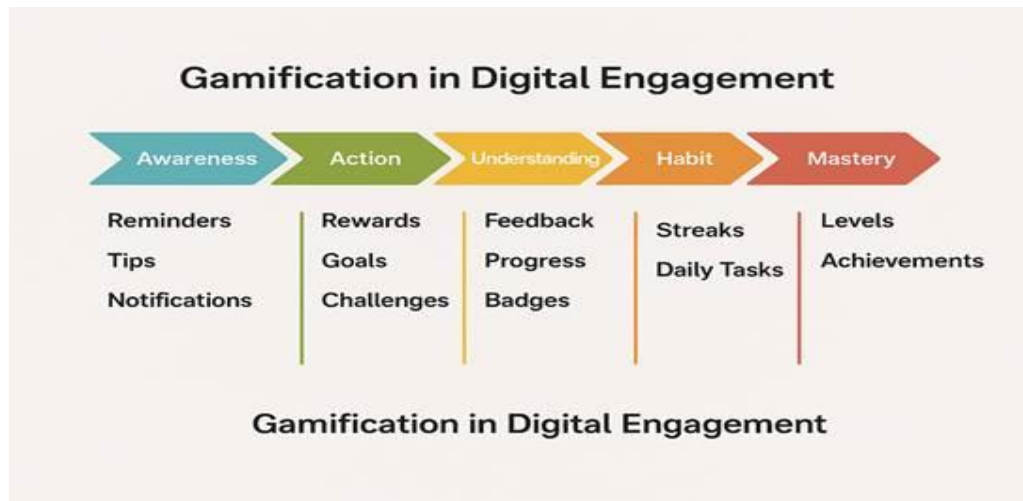 Gamification in Digital Engagement
Awareness
Action
Understanding
Habit
Mastery
Reminders
Tips
Notifications
Rewards
Goals
Challenges
Feedback
Progress
Badges
Streaks
Daily Tasks
Levels
Achievements
Gamification in Digital Engagement